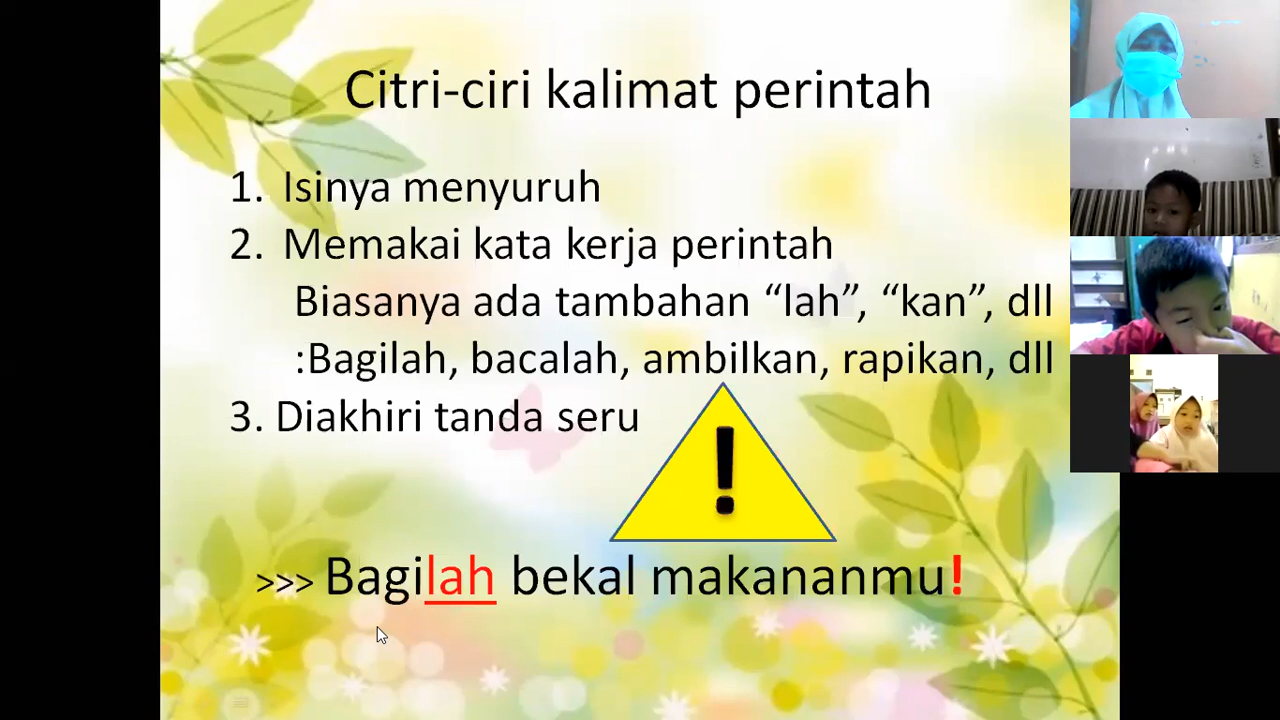 Citri-ciri kalimat perintah
1. Isinya menyuruh
2. Memakai kata kerja perintah
Biasanya ada tambahan “lah”, “kan”, dll
:Bagilah, bacalah, ambilkan, rapikan, dll
3. Diakhiri tanda seru
!
>>> Bagilah bekal makananmu!